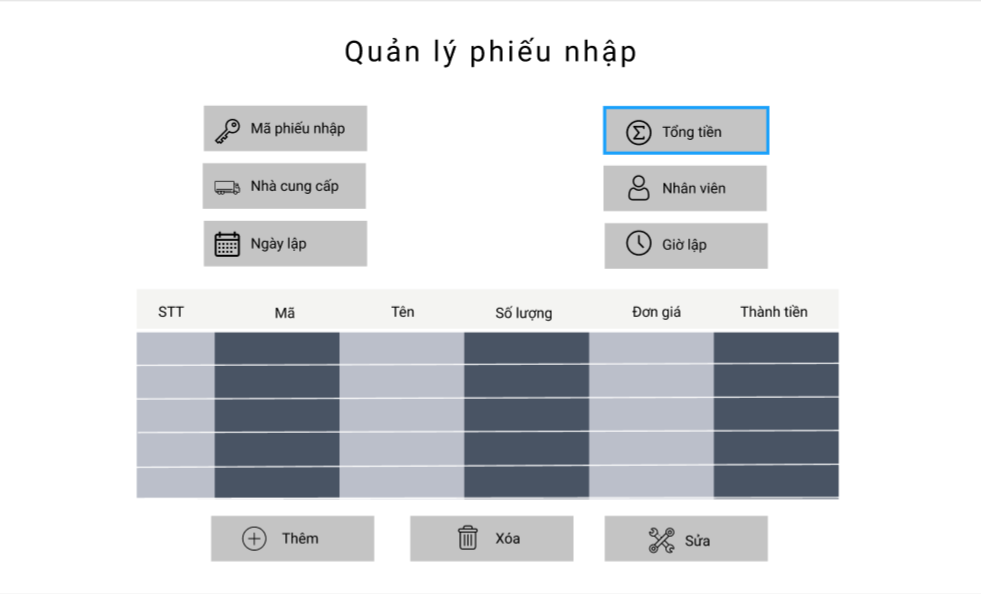 Quản lý phiếu nhập
Mã phiếu nhập
Tổng tiền
Nhà cung cấp
Nhân viên
Ngày lập
Giờ lập
STT Mã Tên Số lượng Đơn giá Thành tiền
Thêm Xóa Sửa